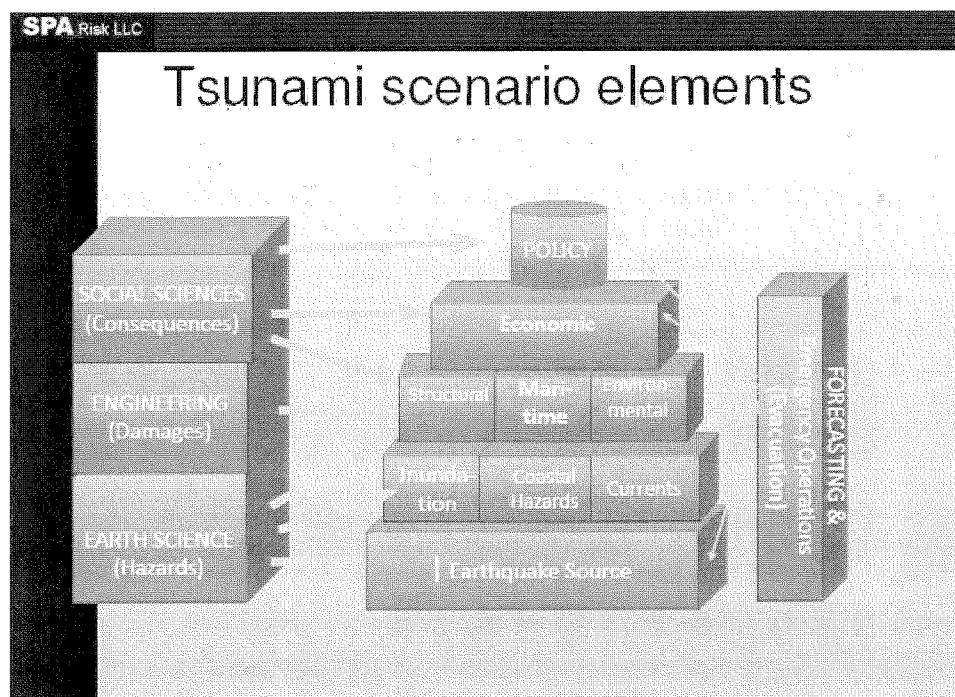 SPA Risk LLC
Tsunami scenario elements
POLICY
SOCIAL SCIENCES
(Consequences)
Economic
ENGINEERING
(Damages)
Structural
Mar-
time
Environ-
mental
EARTH SCIENCE
(Hazards)
Inunda-
tion
Coastal
Hazards
Currents
Earthquake Source
FORECASTING &
Emergency Operations
(Evacuation)